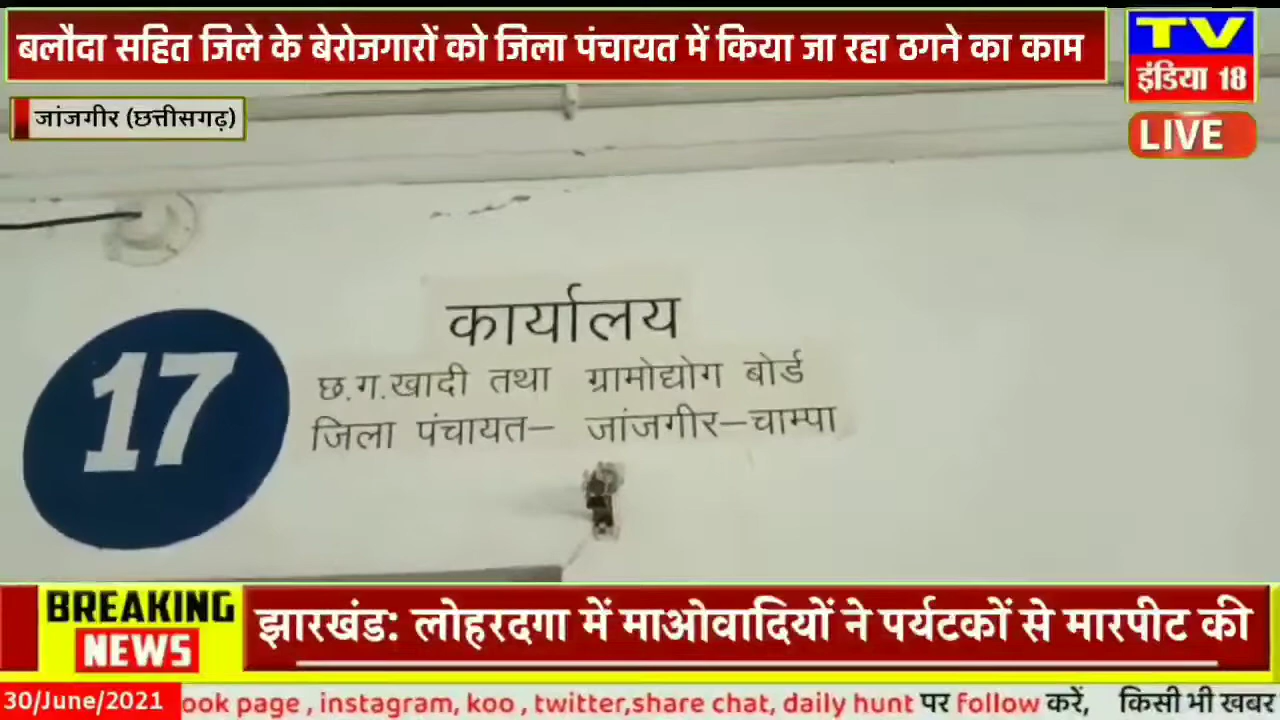 बलौदा सहित जिले के बेरोजगारों को जिला पंचायत में किया जा रहा ठगने का काम
TV
इंडिया 18
जांजगीर (छत्तीसगढ़)
LIVE
17
कार्यालय
छ.ग.खादी तथा ग्रामोद्योग बोर्ड
जिला पंचायत– जांजगीर–चाम्पा
BREAKING
NEWS
झारखंड: लोहरदगा में माओवादियों ने पर्यटकों से मारपीट की
30/June/2021
ook page , instagram, koo , twitter,share chat, daily hunt पर Follow करें, किसी भी खबर